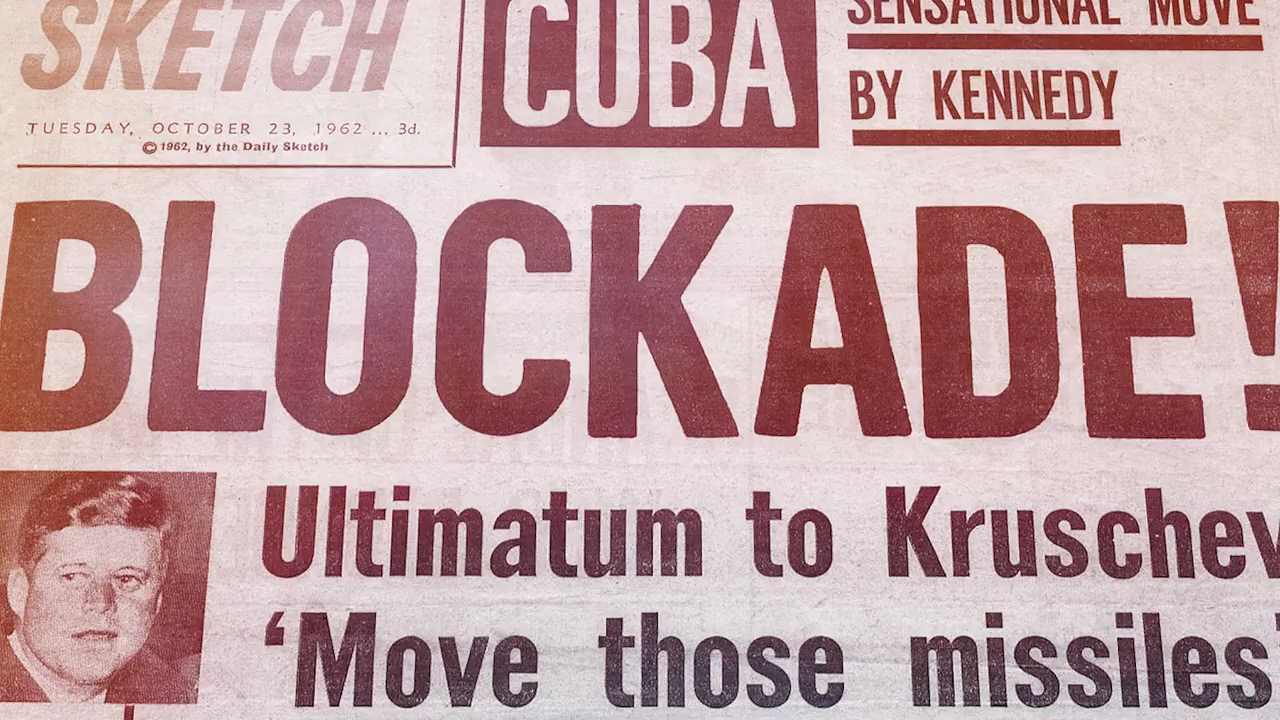 SKETCH
TUESDAY, OCTOBER 23, 1962 ... 3d.
© 1962, by the Daily Sketch
CUBA
SENSATIONAL MOVE
BY KENNEDY
BLOCKADE!
Ultimatum to Kruschev
‘Move those missiles’